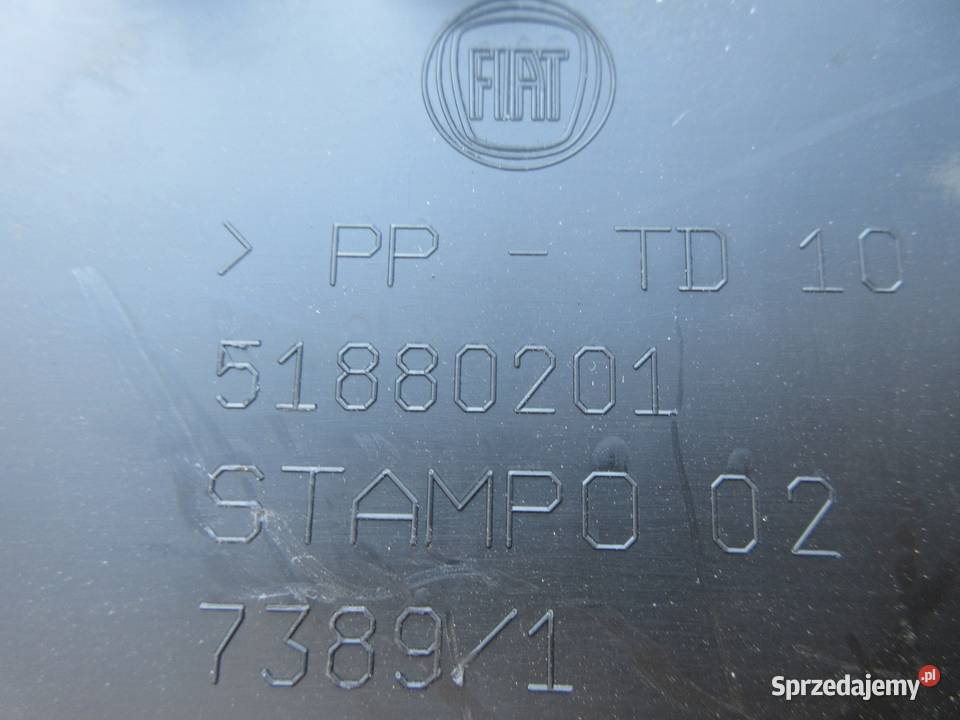 FIAT
> PP - TD 10
51880201
STAMPO 02
7389/1
Sprzedajemy.pl